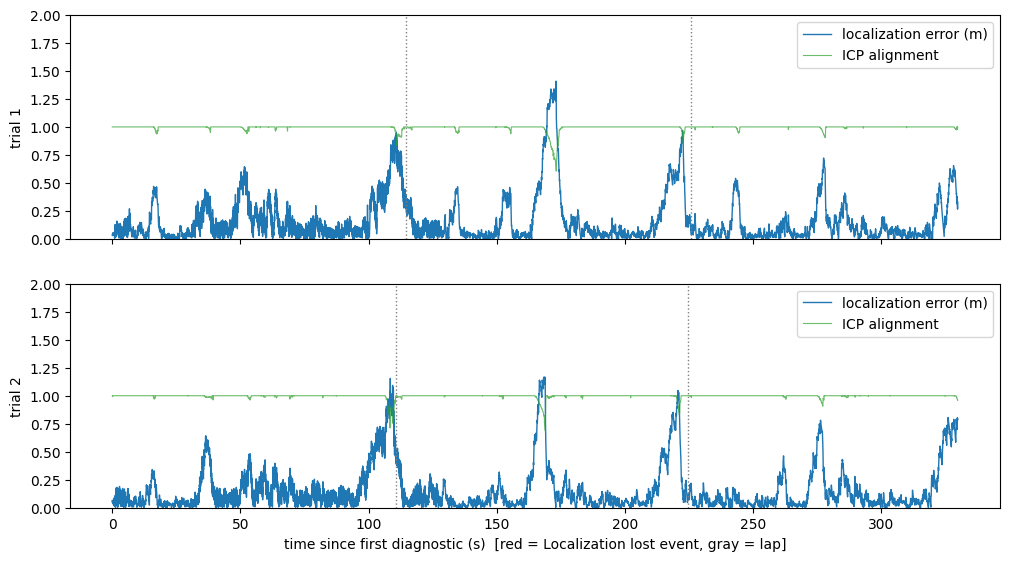 2.00
1.75
1.50
1.25
1.00
0.75
0.50
0.25
0.00
trial 1
localization error (m)
ICP alignment
2.00
1.75
1.50
1.25
1.00
0.75
0.50
0.25
0.00
trial 2
localization error (m)
ICP alignment
0 50 100 150 200 250 300
time since first diagnostic (s) [red = Localization lost event, gray = lap]